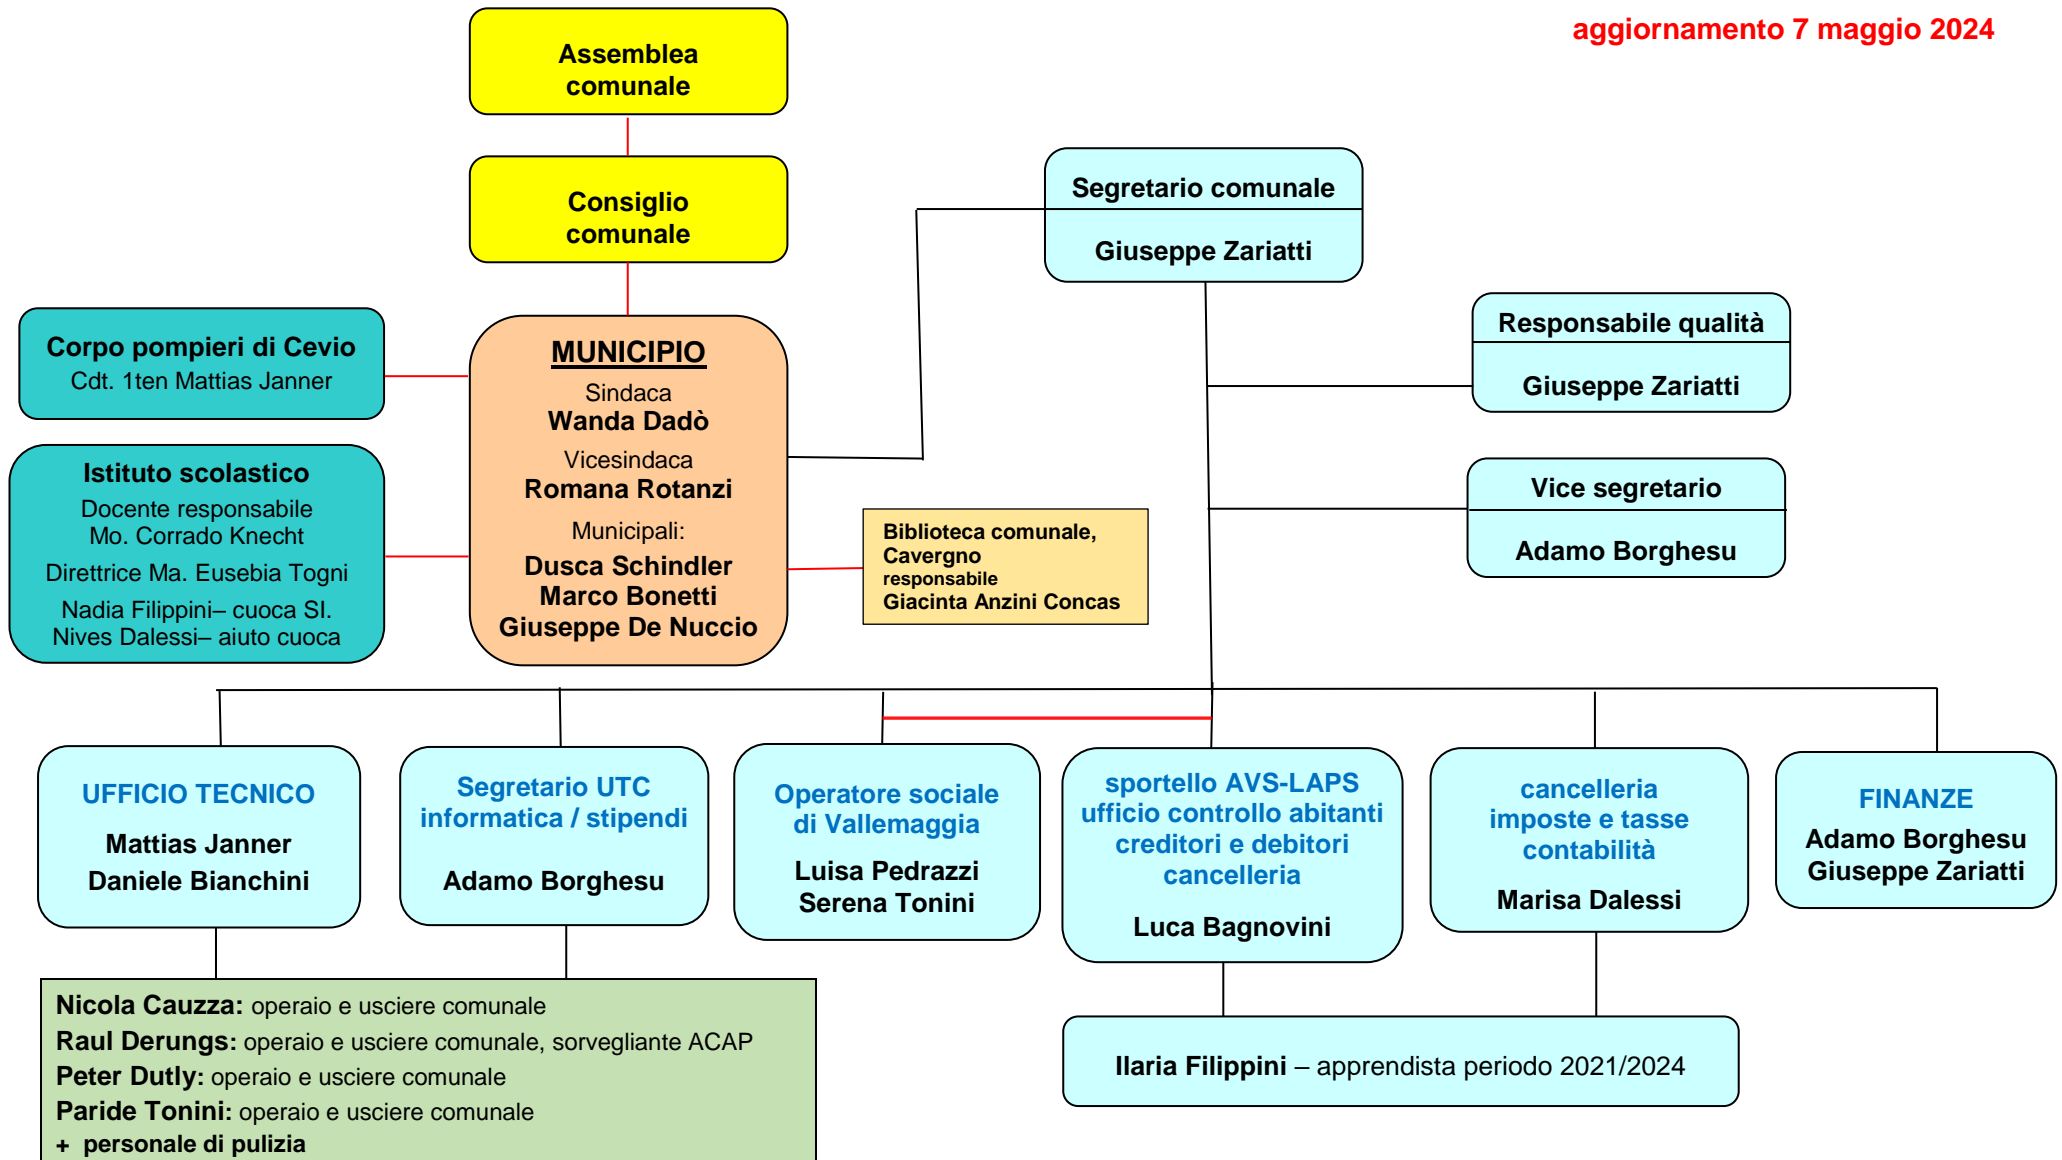 aggiornamento 7 maggio 2024
Assemblea
comunale
Consiglio
comunale
Segretario comunale
Giuseppe Zariatti
Responsabile qualità
Giuseppe Zariatti
Vice segretario
Adamo Borghesu
Corpo pompieri di Cevio
Cdt. 1ten Mattias Janner
Istituto scolastico
Docente responsabile
Mo. Corrado Knecht
Direttrice Ma. Eusebia Togni
Nadia Filippini– cuoca SI.
Nives Dalessi– aiuto cuoca
MUNICIPIO
Sindaca
Wanda Dadò
Vicesindaca
Romana Rotanzi
Municipali:
Dusca Schindler
Marco Bonetti
Giuseppe De Nuccio
Biblioteca comunale,
Cavergno
responsabile
Giacinta Anzini Concas
UFFICIO TECNICO
Mattias Janner
Daniele Bianchini
Segretario UTC
informatica / stipendi
Adamo Borghesu
Operatore sociale
di Vallemaggia
Luisa Pedrazzi
Serena Tonini
sportello AVS-LAPS
ufficio controllo abitanti
creditori e debitori
cancelleria
Luca Bagnovini
cancelleria
imposte e tasse
contabilità
Marisa Dalessi
FINANZE
Adamo Borghesu
Giuseppe Zariatti
Nicola Cauzza: operaio e usciere comunale
Raul Derungs: operaio e usciere comunale, sorvegliante ACAP
Peter Dutly: operaio e usciere comunale
Paride Tonini: operaio e usciere comunale
+ personale di pulizia
Ilaria Filippini – apprendista periodo 2021/2024